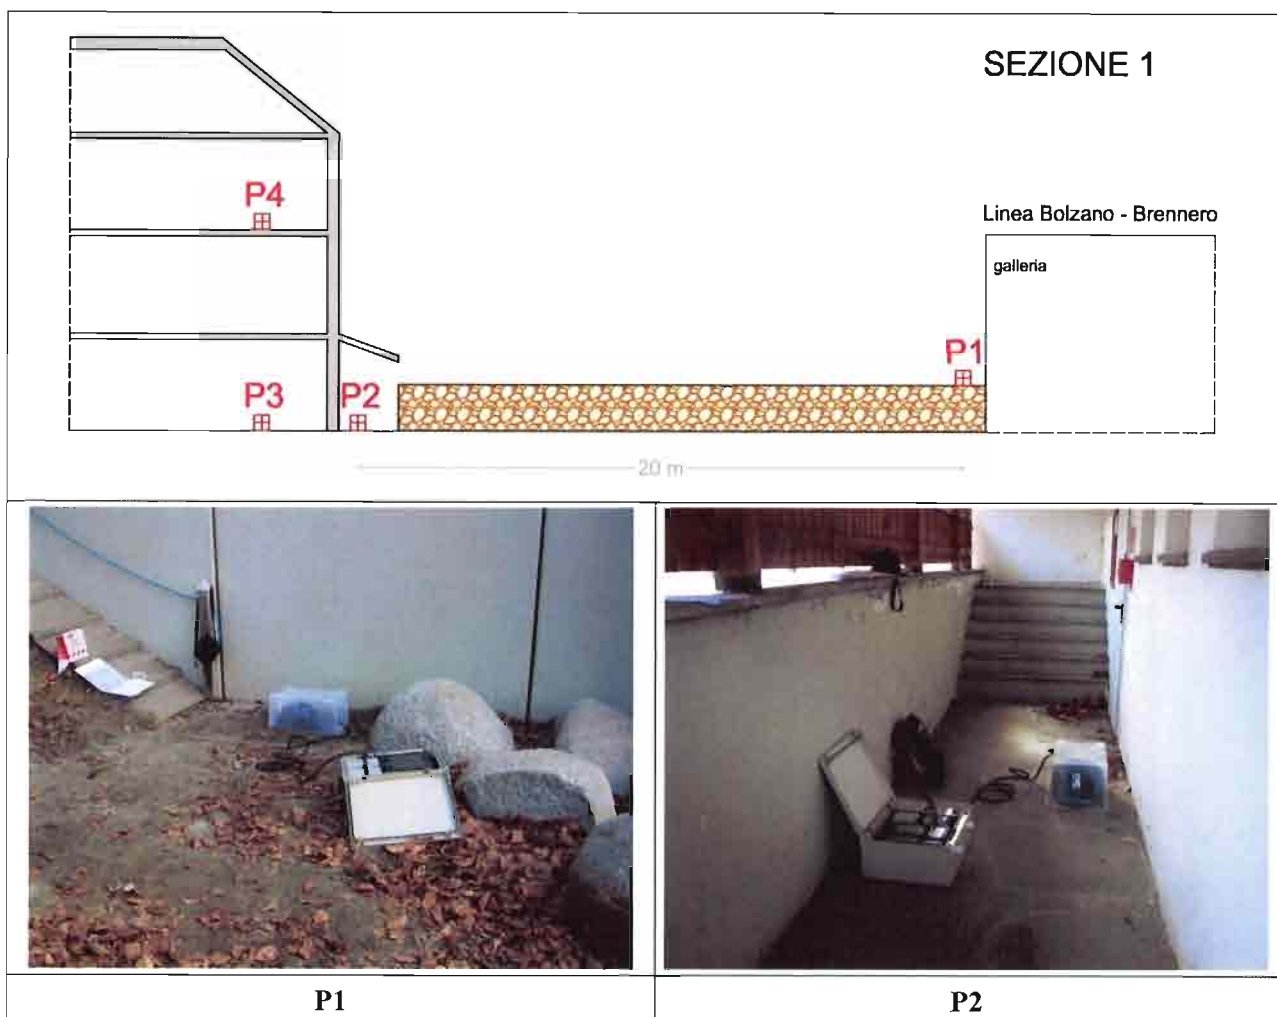 SEZIONE 1
P4
Linea Bolzano - Brennero
galleria
P1
P3
P2
20 m
P1
P2